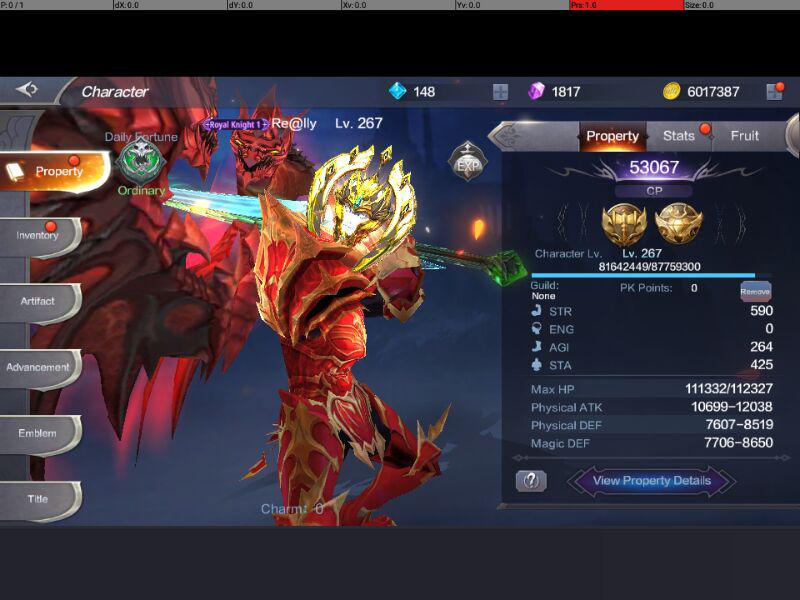 P: 0 / 1 dX: 0.0 dY: 0.0 Xv: 0.0 Yv: 0.0 Prs: 1.0 Size: 0.0
Character 148 1817 6017387
Royal Knight 1 Re@lly Lv. 267
Daily Fortune
Ordinary
EXP
Property
Inventory
Artifact
Advancement
Emblem
Title
Charm: 0
Property Stats Fruit
53067
CP
Character Lv. Lv. 267
81642449/87759300
Guild: PK Points: 0 Remove
None
STR 590
ENG 0
AGI 264
STA 425
Max HP 111332/112327
Physical ATK 10699-12038
Physical DEF 7607-8519
Magic DEF 7706-8650
? View Property Details